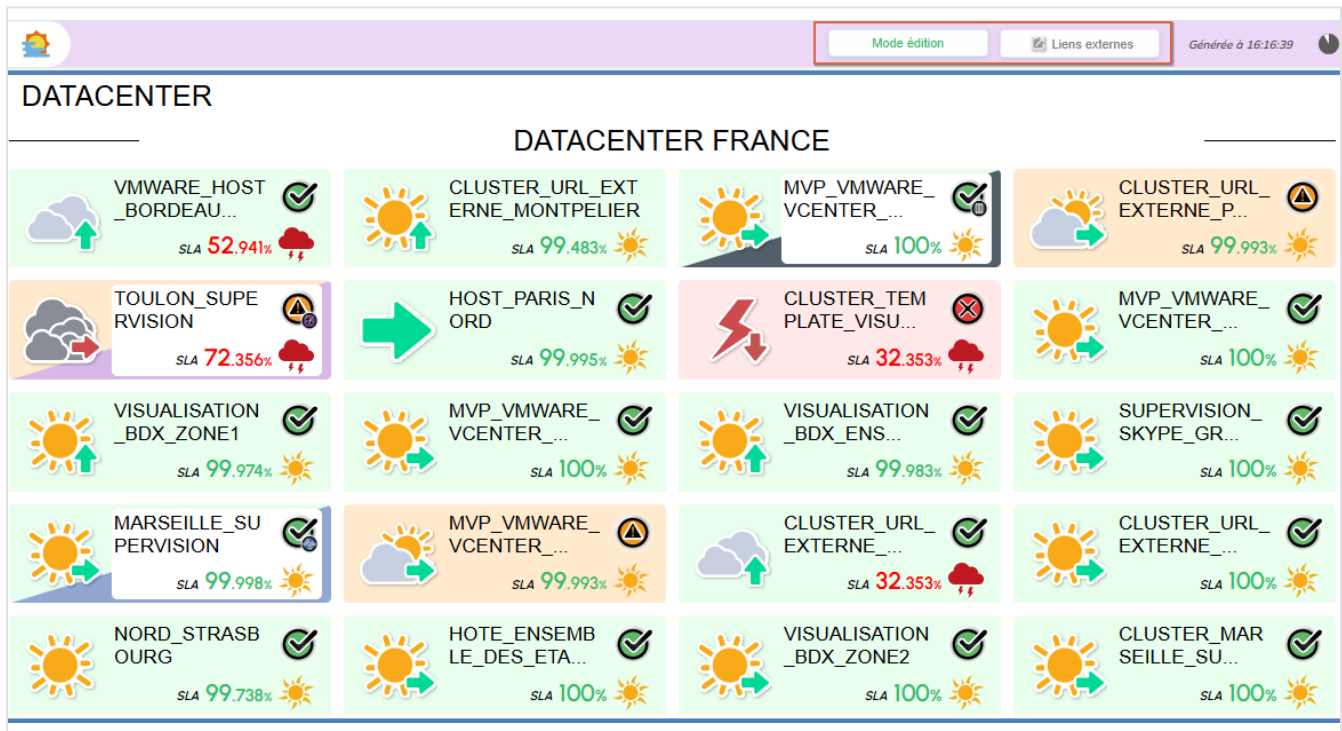 Mode édition
Liens externes
Générée à 16:16:39
DATACENTER
DATACENTER FRANCE
VMWARE_HOST
_BORDEAU...
SLA 52.941%
CLUSTER_URL_EXT
ERNE_MONTPELIER
SLA 99.483%
MVP_VMWARE_
VCENTER_...
SLA 100%
CLUSTER_URL_
EXTERNE_P...
SLA 99.993%
TOULON_SUPE
RVISION
SLA 72.356%
HOST_PARIS_N
ORD
SLA 99.995%
CLUSTER_TEM
PLATE_VISU...
SLA 32.353%
MVP_VMWARE_
VCENTER_...
SLA 100%
VISUALISATION
_BDX_ZONE1
SLA 99.974%
MVP_VMWARE_
VCENTER_...
SLA 100%
VISUALISATION
_BDX_ENS...
SLA 99.983%
SUPERVISION_
SKYPE_GR...
SLA 100%
MARSEILLE_SU
PERVISION
SLA 99.998%
MVP_VMWARE_
VCENTER_...
SLA 99.993%
CLUSTER_URL_
EXTERNE_...
SLA 32.353%
CLUSTER_URL_
EXTERNE_...
SLA 100%
NORD_STRASB
OURG
SLA 99.738%
HOTE_ENSEMB
LE_DES_ETA...
SLA 100%
VISUALISATION
_BDX_ZONE2
SLA 100%
CLUSTER_MAR
SEILLE_SU...
SLA 100%